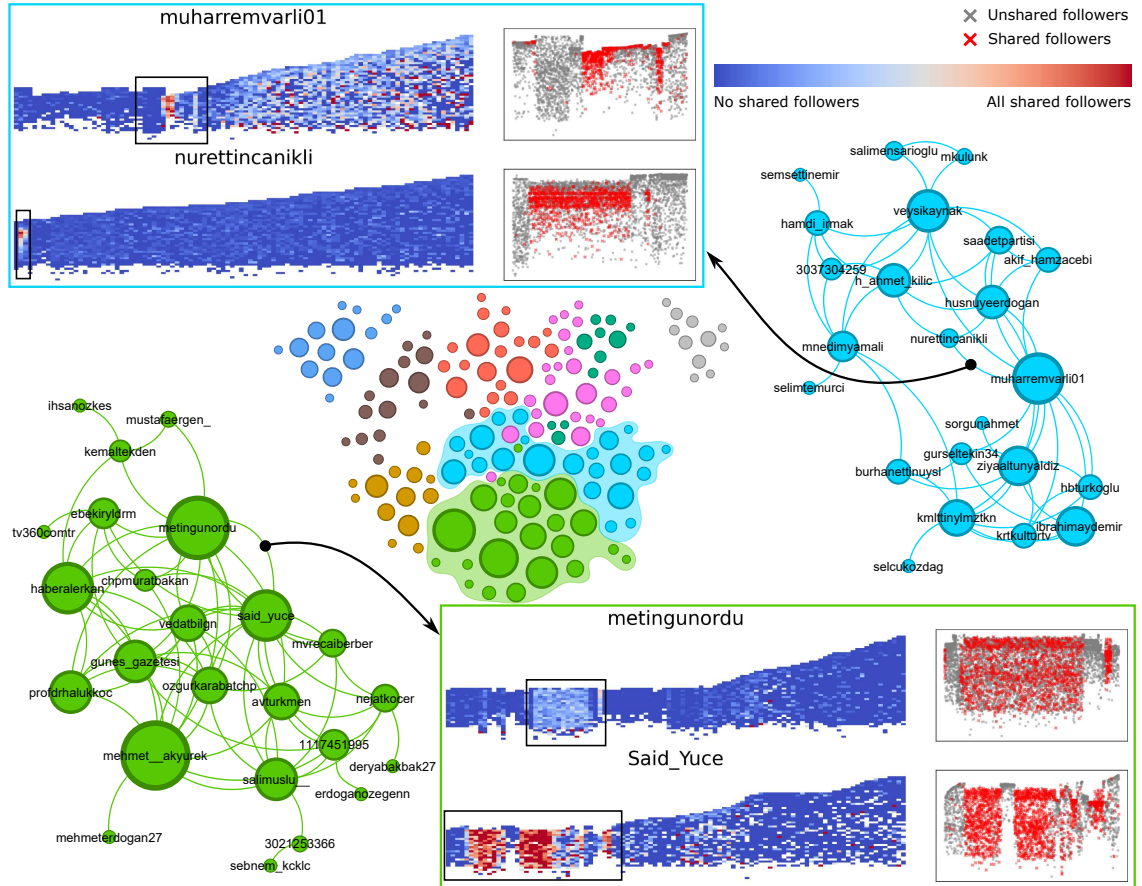 muharremvarli01
Unshared followers
Shared followers
No shared followers
All shared followers
nurettincanikli
salimensarioglu
mkulunk
semsettinemir
veysikaynak
hamdi_irmak
saadetpartisi
akif_hamzacebi
3037304259
h_ahmet_kilic
husnuyeerdogan
nurettincanikli
mnedimyamali
muharremvarli01
selimtemurci
sorgunahmet
gurseltekin34
burhanettinuysl
ziyaaltunyaldiz
hbturkoglu
kmlttinylmztkn
ibrahimaydemir
krtkulturtv
selcukozdag
ihsanozkes
mustafaergen_
kemaltekden
ebekiryldrm
metingunordu
tv360comtr
chpmuratbakan
haberalerkan
said_yuce
vedatbilgn
mvrecaiberber
gunes_gazetesi
profdrhalukkoc
ozgurkarabatchp
avturkmen
nejatkocer
1117451995
mehmet__akyurek
deryabakbak27
salimuslu__
erdoganozegenn
mehmeterdogan27
3021253366
sebnem_kcklc
metingunordu
Said_Yuce